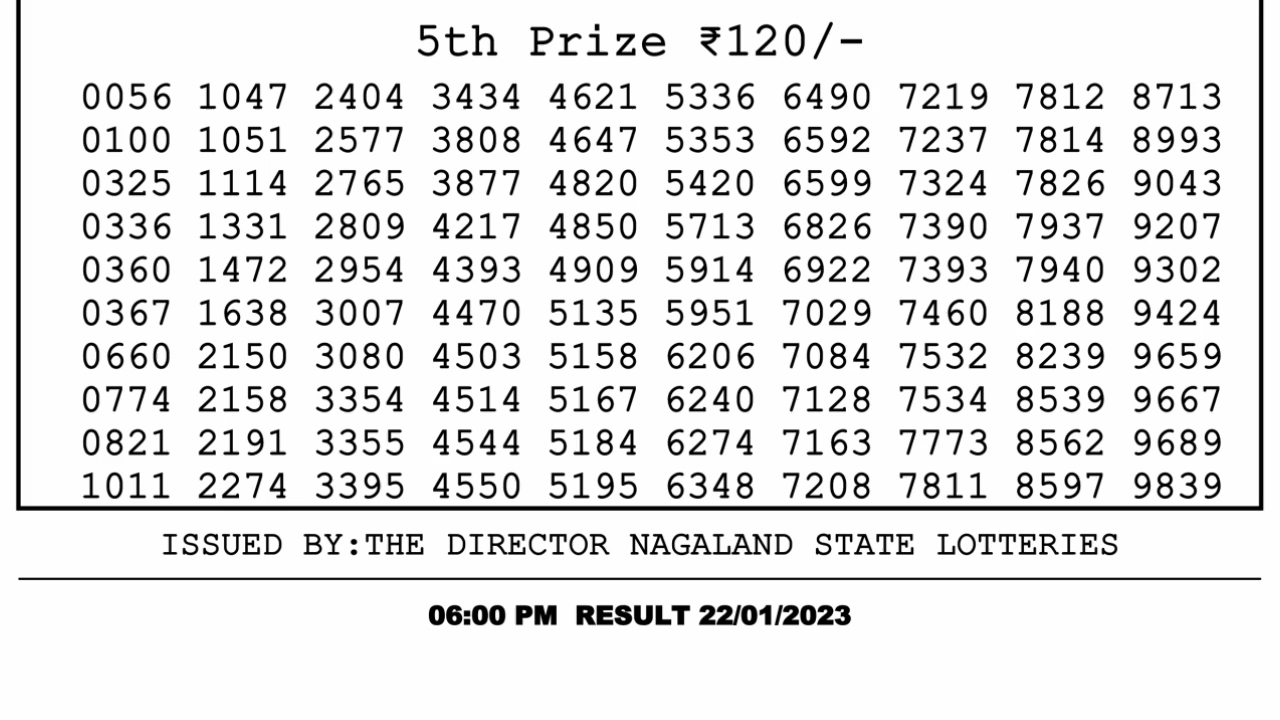 5th Prize ₹120/-
0056 1047 2404 3434 4621 5336 6490 7219 7812 8713
0100 1051 2577 3808 4647 5353 6592 7237 7814 8993
0325 1114 2765 3877 4820 5420 6599 7324 7826 9043
0336 1331 2809 4217 4850 5713 6826 7390 7937 9207
0360 1472 2954 4393 4909 5914 6922 7393 7940 9302
0367 1638 3007 4470 5135 5951 7029 7460 8188 9424
0660 2150 3080 4503 5158 6206 7084 7532 8239 9659
0774 2158 3354 4514 5167 6240 7128 7534 8539 9667
0821 2191 3355 4544 5184 6274 7163 7773 8562 9689
1011 2274 3395 4550 5195 6348 7208 7811 8597 9839
ISSUED BY:THE DIRECTOR NAGALAND STATE LOTTERIES
06:00 PM RESULT 22/01/2023